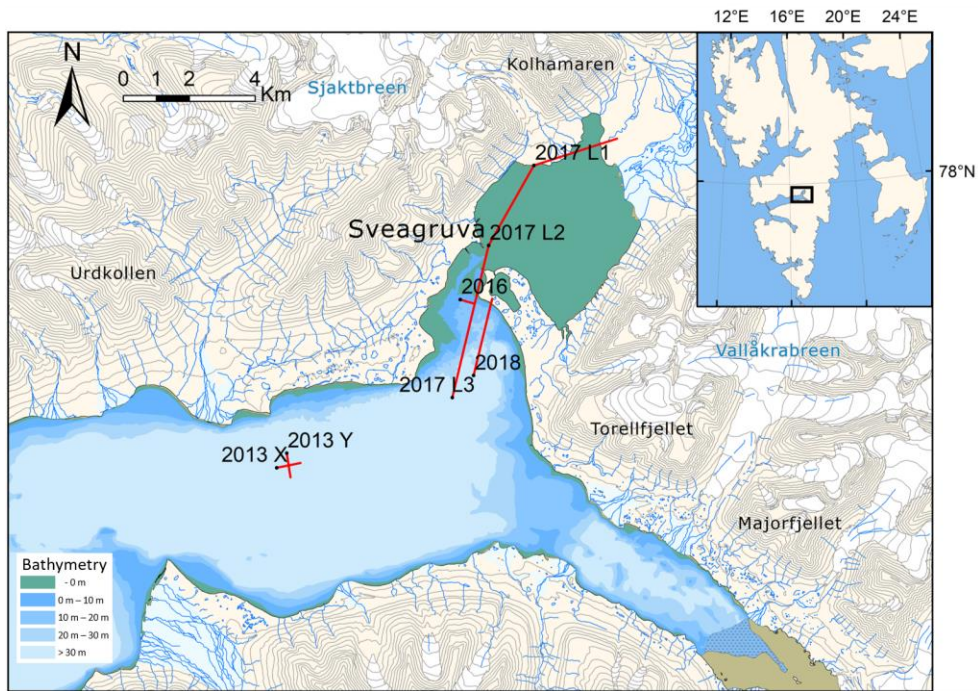 12°E 16°E 20°E 24°E
N
0 1 2 4
Km
Kolhamaren
Sjaktbreen
2017 L1
78°N
Sveagruva
2017 L2
Urdkollen
2016
Vallåkrabreen
2018
2017 L3
Torellfjellet
2013 Y
2013 X
Majorfjellet
Bathymetry
- 0 m
0 m – 10 m
10 m – 20 m
20 m – 30 m
> 30 m